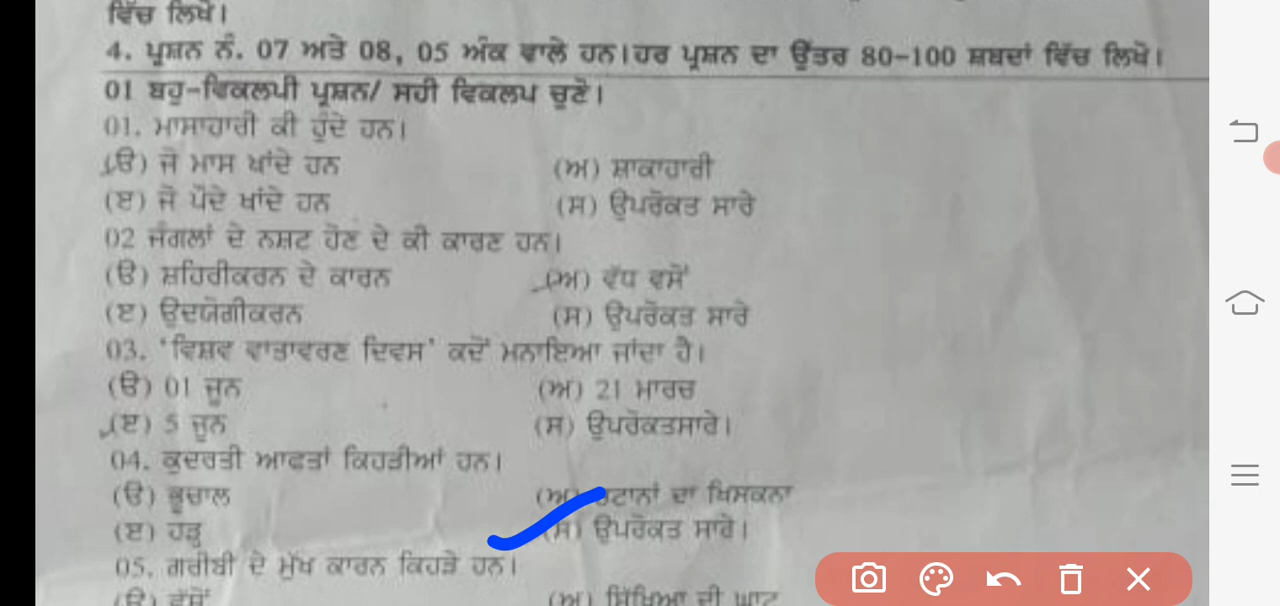 ਵਿੱਚ ਲਿਖੋ।
4. ਪ੍ਰਸ਼ਨ ਨੰ. 07 ਅਤੇ 08, 05 ਅੰਕ ਵਾਲੇ ਹਨ।ਹਰ ਪ੍ਰਸ਼ਨ ਦਾ ਉੱਤਰ 80-100 ਸ਼ਬਦਾਂ ਵਿੱਚ ਲਿਖੋ।
01 ਬਹੁ-ਵਿਕਲਪੀ ਪ੍ਰਸ਼ਨ/ ਸਹੀ ਵਿਕਲਪ ਚੁਣੋ।
01. ਮਾਸਾਹਾਰੀ ਕੀ ਹੁੰਦੇ ਹਨ।
(ੳ) ਜੋ ਮਾਸ ਖਾਂਦੇ ਹਨ (ਅ) ਸ਼ਾਕਾਹਾਰੀ
(ੲ) ਜੋ ਪੌਦੇ ਖਾਂਦੇ ਹਨ (ਸ) ਉਪਰੋਕਤ ਸਾਰੇ
02 ਜੰਗਲਾਂ ਦੇ ਨਸ਼ਟ ਹੋਣ ਦੇ ਕੀ ਕਾਰਣ ਹਨ।
(ੳ) ਸ਼ਹਿਰੀਕਰਨ ਦੇ ਕਾਰਨ (ਅ) ਵੱਧ ਵਸੋਂ
(ੲ) ਉਦਯੋਗੀਕਰਨ (ਸ) ਉਪਰੋਕਤ ਸਾਰੇ
03. 'ਵਿਸ਼ਵ ਵਾਤਾਵਰਣ ਦਿਵਸ' ਕਦੋਂ ਮਨਾਇਆ ਜਾਂਦਾ ਹੈ।
(ੳ) 01 ਜੂਨ (ਅ) 21 ਮਾਰਚ
(ੲ) 5 ਜੂਨ (ਸ) ਉਪਰੋਕਤਸਾਰੇ।
04. ਕੁਦਰਤੀ ਆਫਤਾਂ ਕਿਹੜੀਆਂ ਹਨ।
(ੳ) ਭੂਚਾਲ (ਅ) ਦਾ ਖਿਸਕਨਾ
(ੲ) ਹੜ੍ਹ (ਸ) ਉਪਰੋਕਤ ਸਾਰੇ।
05. ਗਰੀਬੀ ਦੇ ਮੁੱਖ ਕਾਰਨ ਕਿਹੜੇ ਹਨ।
(ੳ) (ਅ) ਸਿੱਖਿਆ ਦੀ ਘਾਟ